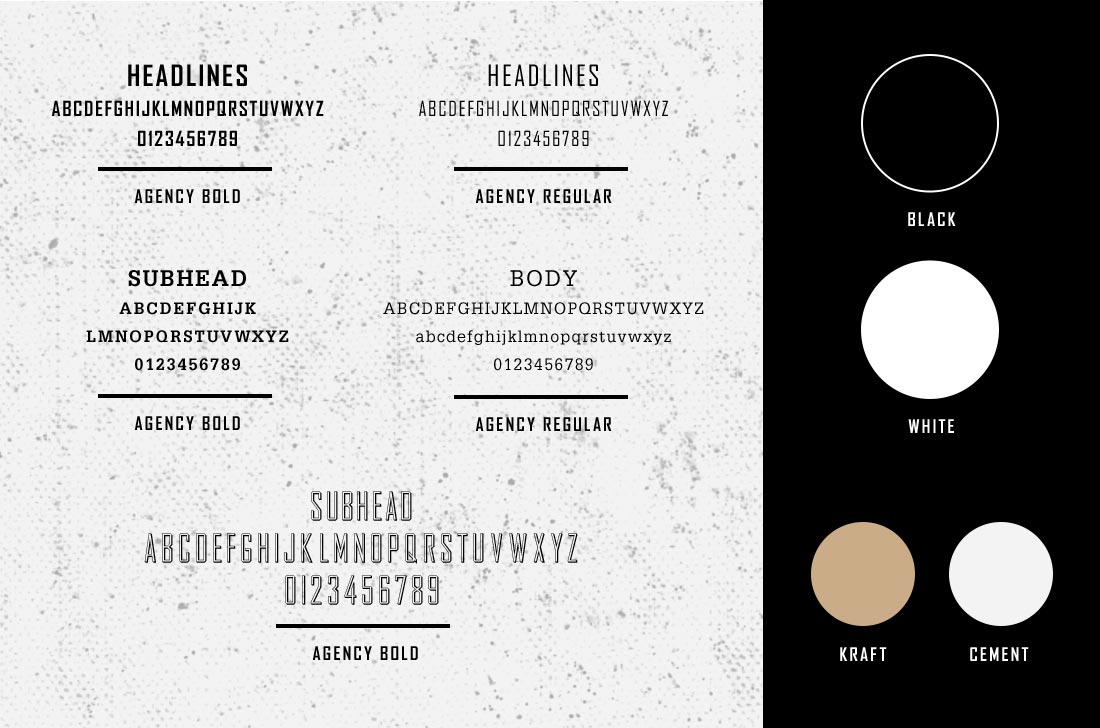 HEADLINES
ABCDEFGHIJKLMNOPQRSTUVWXYZ
0123456789
AGENCY BOLD
HEADLINES
ABCDEFGHIJKLMNOPQRSTUVWXYZ
0123456789
AGENCY REGULAR
SUBHEAD
ABCDEFGHIJK
LMNOPQRSTUVWXYZ
0123456789
AGENCY BOLD
BODY
ABCDEFGHIJKLMNOPQRSTUVWXYZ
abcdefghijklmnopqrstuvwxyz
0123456789
AGENCY REGULAR
SUBHEAD
ABCDEFGHIJKLMNOPQRSTUVWXYZ
0123456789
AGENCY BOLD
BLACK
WHITE
KRAFT
CEMENT